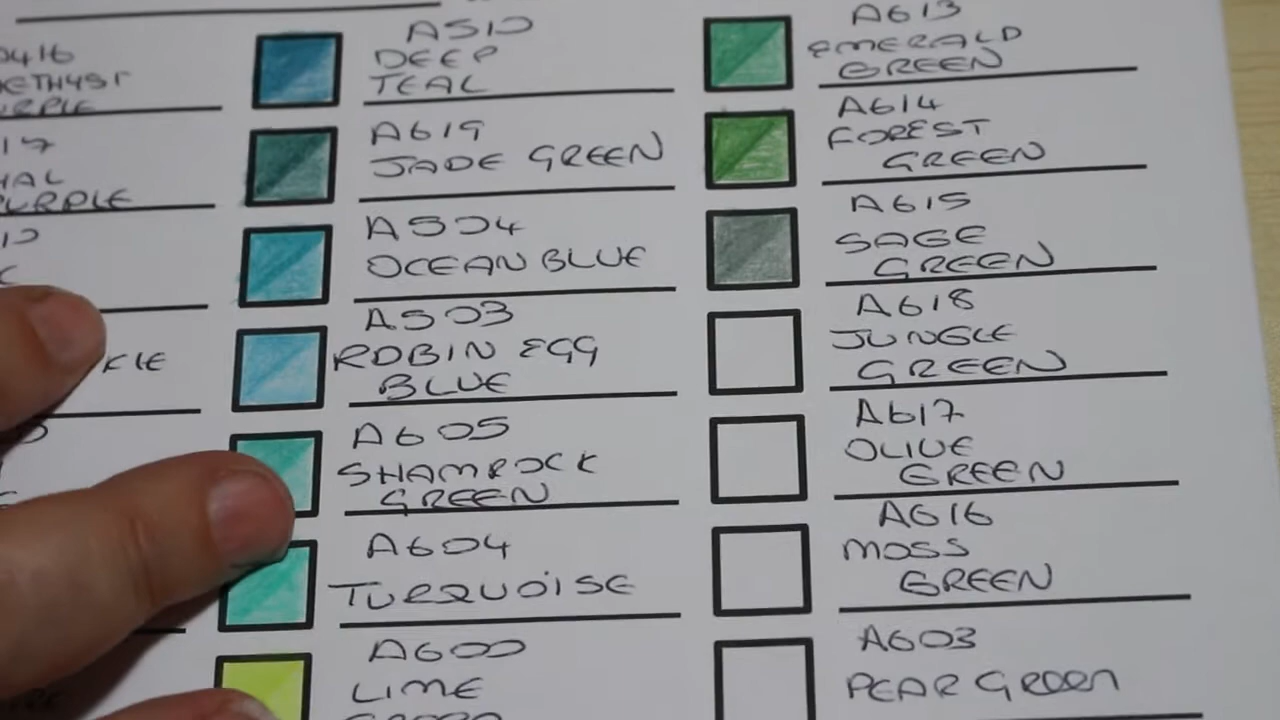 A510
DEEP
TEAL
A619
JADE GREEN
A504
OCEAN BLUE
A503
ROBIN EGG
BLUE
A605
SHAMROCK
GREEN
A604
TURQUOISE
A600
LIME
A613
EMERALD
GREEN
A614
FOREST
GREEN
A615
SAGE
GREEN
A618
JUNGLE
GREEN
A617
OLIVE
GREEN
A616
MOSS
GREEN
A603
PEAR GREEN